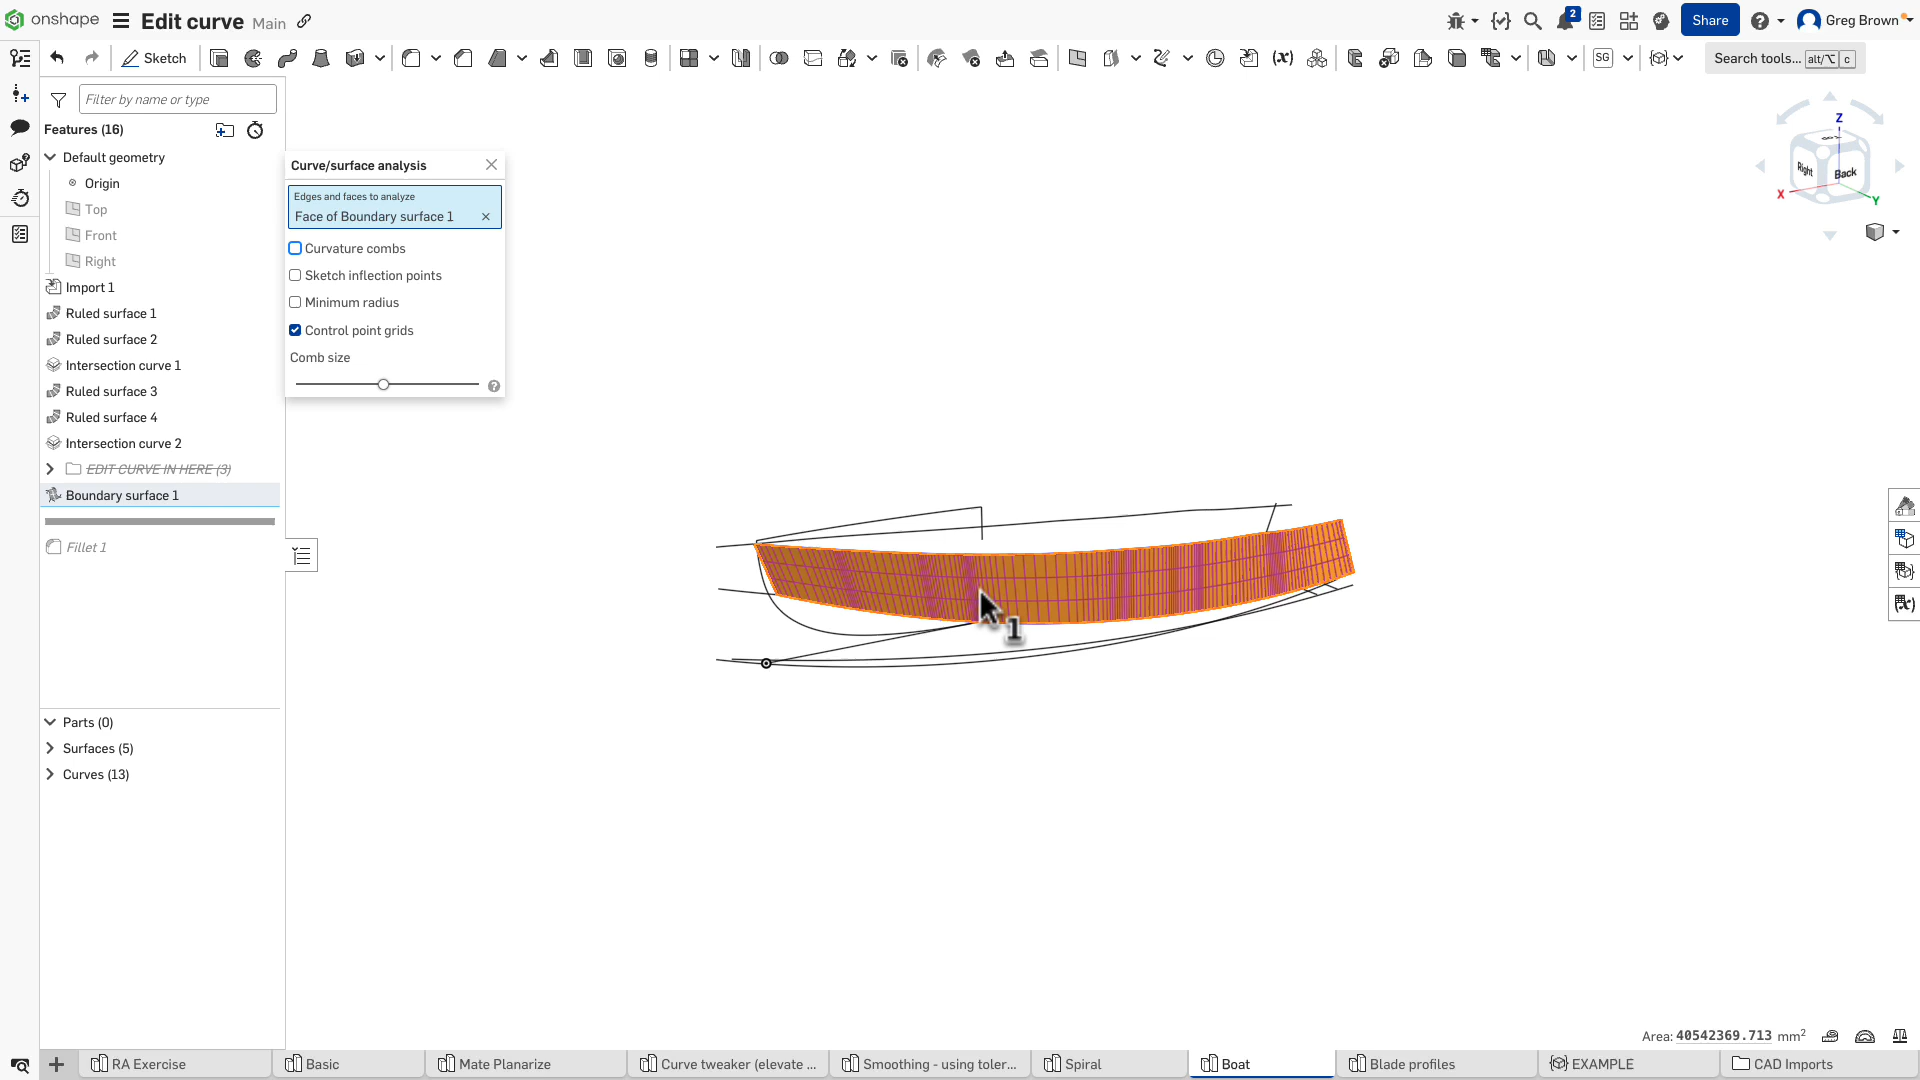 onshape
Edit curve Main
2
Share
Greg Brown
Sketch
Search tools... alt/⌥ c
Filter by name or type
Features (16)
Default geometry
Origin
Top
Front
Right
Import 1
Ruled surface 1
Ruled surface 2
Intersection curve 1
Ruled surface 3
Ruled surface 4
Intersection curve 2
EDIT CURVE IN HERE (3)
Boundary surface 1
Fillet 1
Parts (0)
Surfaces (5)
Curves (13)
Curve/surface analysis
Edges and faces to analyze
Face of Boundary surface 1
Curvature combs
Sketch inflection points
Minimum radius
Control point grids
Comb size
1
Z
Right
Back
X
Y
SG
(x)
(x)
Area: 40542369.713 mm²
RA Exercise
Basic
Mate Planarize
Curve tweaker (elevate ...
Smoothing - using toler...
Spiral
Boat
Blade profiles
EXAMPLE
CAD Imports